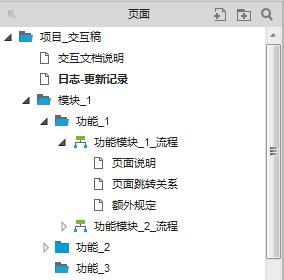 页面
项目_交互稿
交互文档说明
日志-更新记录
模块_1
功能_1
功能模块_1_流程
页面说明
页面跳转关系
额外规定
功能模块_2_流程
功能_2
功能_3